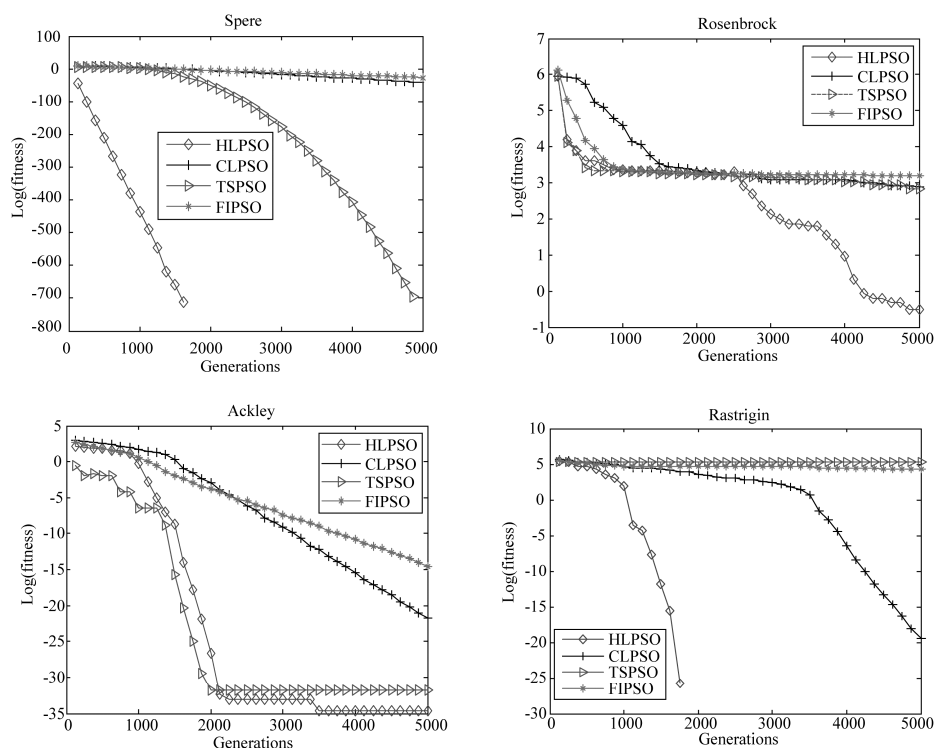 Spere
100
0
-100
-200
-300
-400
-500
-600
-700
-800
Log(fitness)
HLPSO
CLPSO
TSPSO
FIPSO
0 1000 2000 3000 4000 5000
Generations
Rosenbrock
7
6
5
4
3
2
1
0
-1
Log(fitness)
HLPSO
CLPSO
TSPSO
FIPSO
0 1000 2000 3000 4000 5000
Generations
Ackley
5
0
-5
-10
-15
-20
-25
-30
-35
Log(fitness)
HLPSO
CLPSO
TSPSO
FIPSO
0 1000 2000 3000 4000 5000
Generations
Rastrigin
10
5
0
-5
-10
-15
-20
-25
-30
Log(fitness)
HLPSO
CLPSO
TSPSO
FIPSO
0 1000 2000 3000 4000 5000
Generations